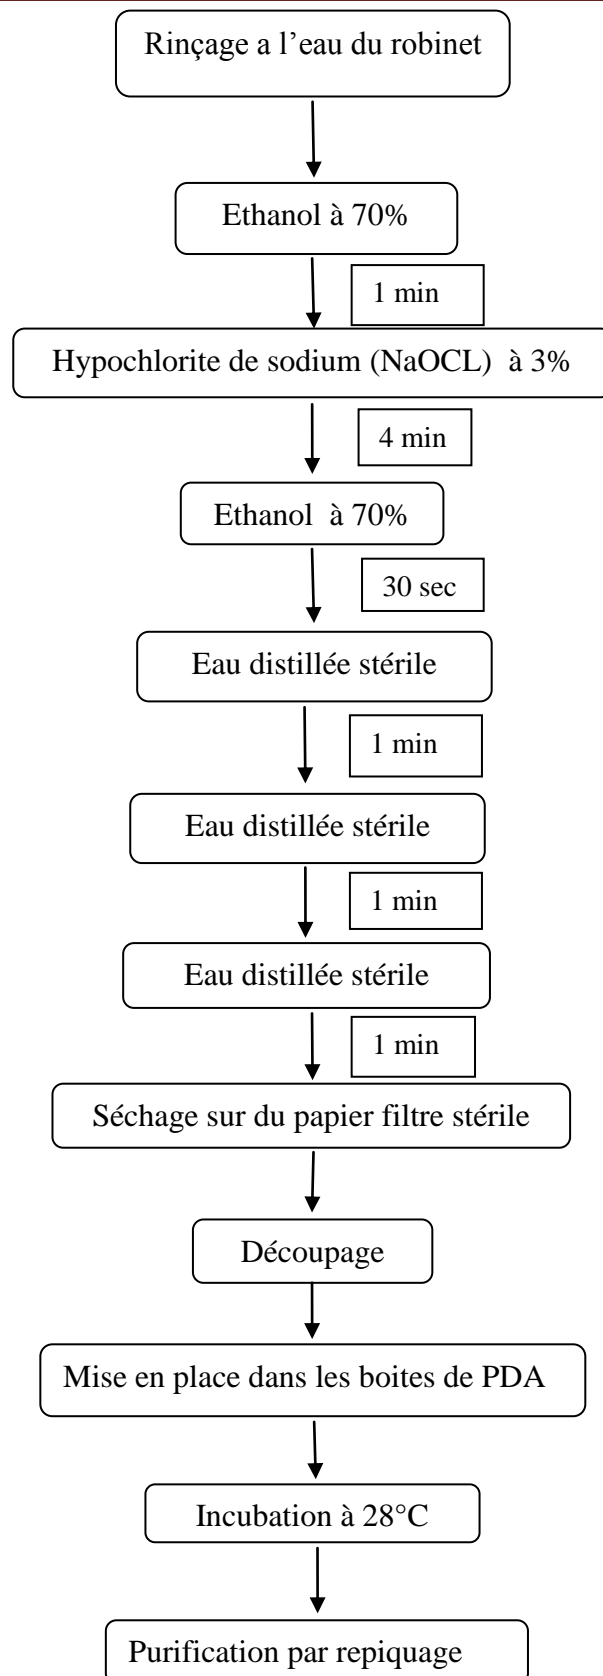 Rinçage a l’eau du robinet
Ethanol à 70%
1 min
Hypochlorite de sodium (NaOCL) à 3%
4 min
Ethanol à 70%
30 sec
Eau distillée stérile
1 min
Eau distillée stérile
1 min
Eau distillée stérile
1 min
Séchage sur du papier filtre stérile
Découpage
Mise en place dans les boites de PDA
Incubation à 28°C
Purification par repiquage